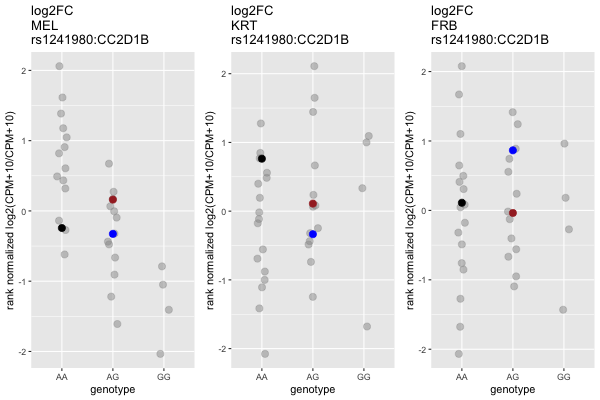 log2FC
MEL
rs1241980:CC2D1B
rank normalized log2(CPM+10/CPM+10)
2
1
0
-1
-2
AA
AG
GG
genotype
log2FC
KRT
rs1241980:CC2D1B
rank normalized log2(CPM+10/CPM+10)
2
1
0
-1
-2
AA
AG
GG
genotype
log2FC
FRB
rs1241980:CC2D1B
rank normalized log2(CPM+10/CPM+10)
2
1
0
-1
-2
AA
AG
GG
genotype